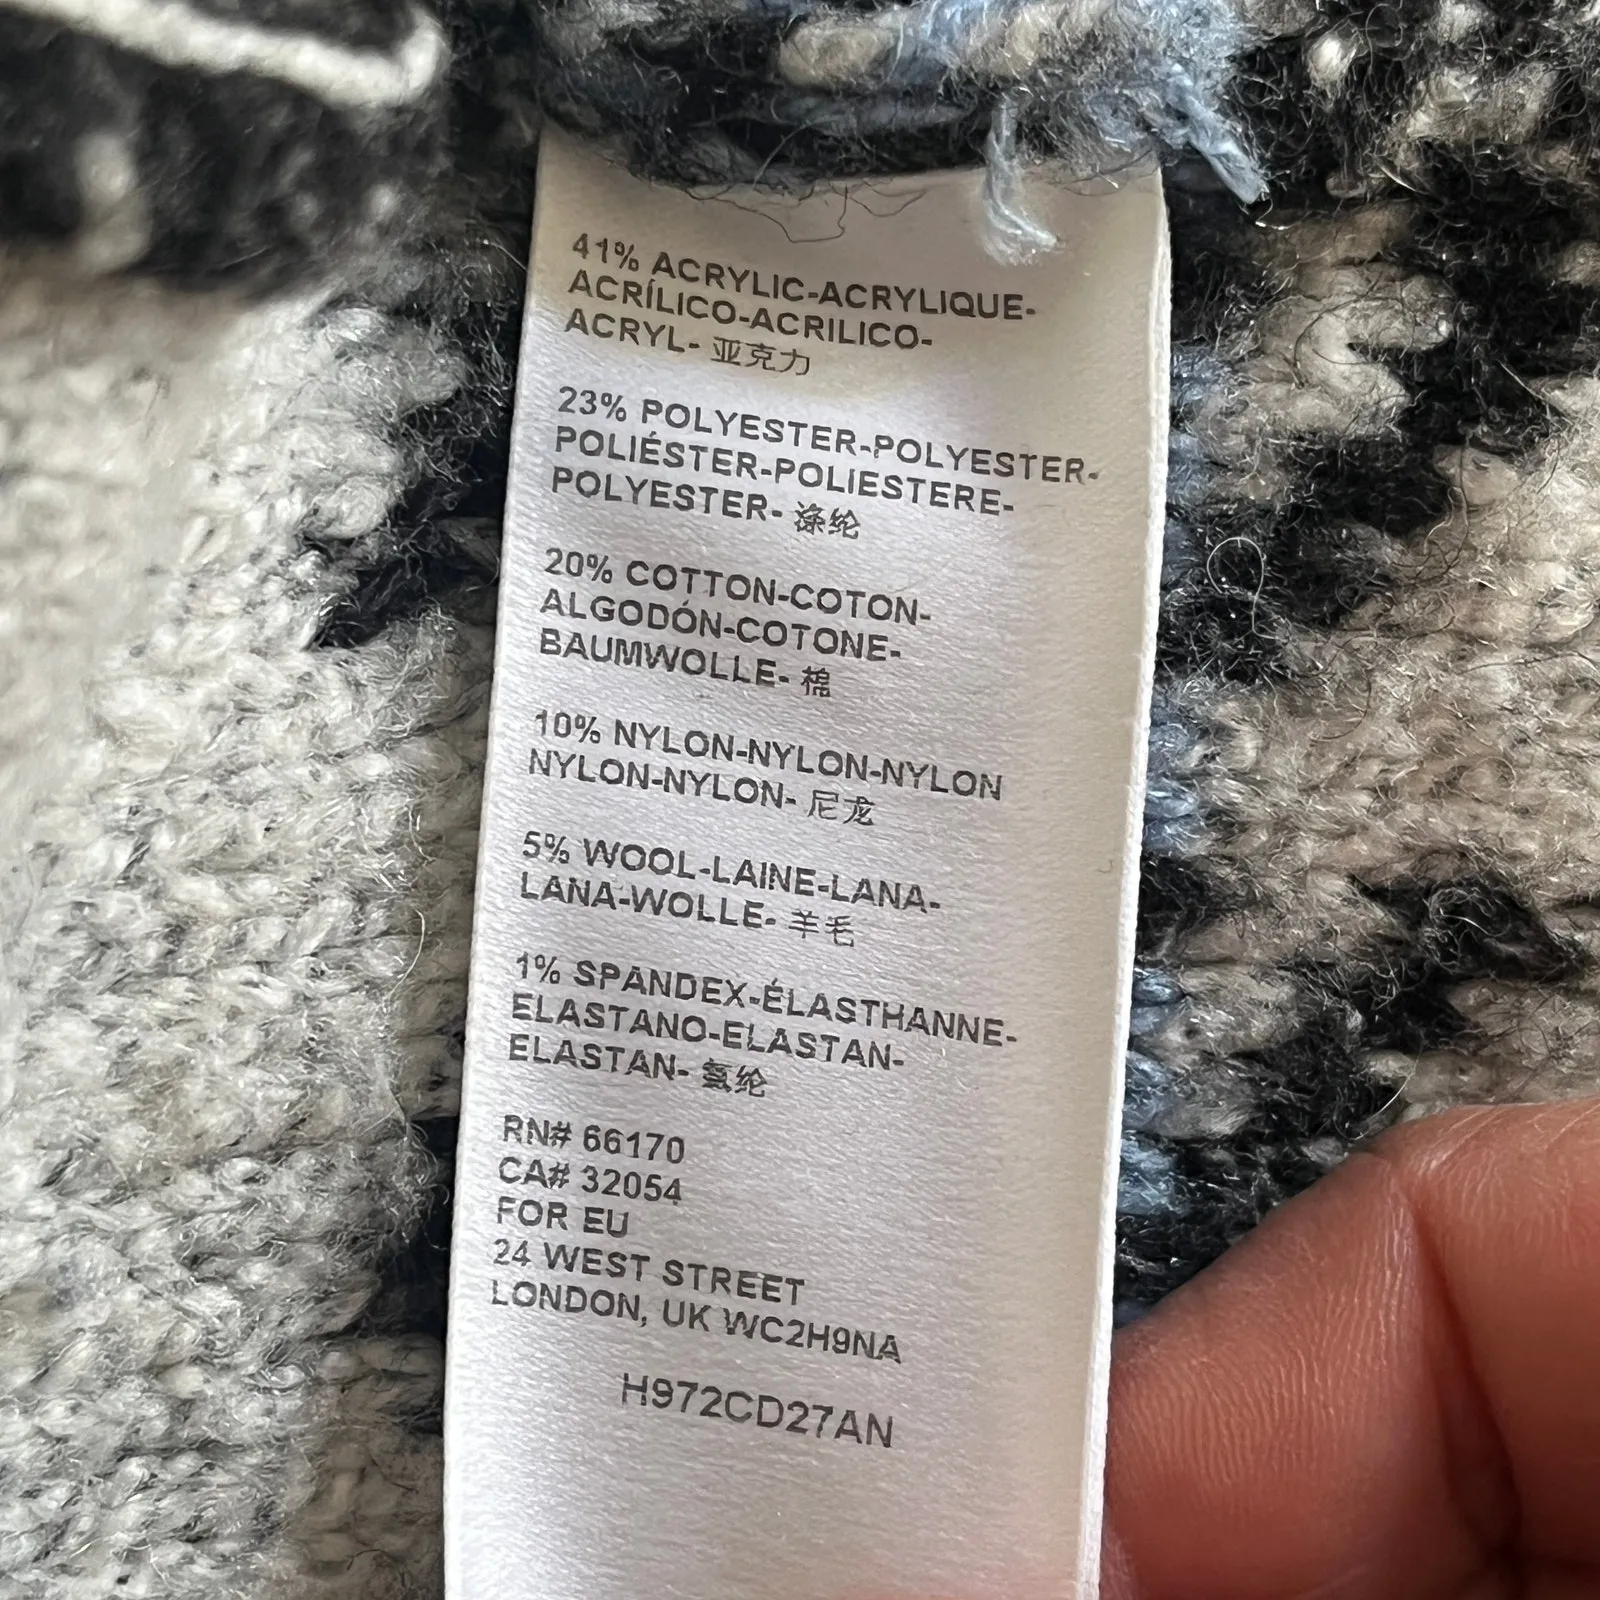 41% ACRYLIC-ACRYLIQUE-
ACRÍLICO-ACRILICO-
ACRYL- 亚克力
23% POLYESTER-POLYESTER-
POLIÉSTER-POLIESTERE-
POLYESTER- 涤纶
20% COTTON-COTON-
ALGODÓN-COTONE-
BAUMWOLLE- 棉
10% NYLON-NYLON-NYLON
NYLON-NYLON- 尼龙
5% WOOL-LAINE-LANA-
LANA-WOLLE- 羊毛
1% SPANDEX-ÉLASTHANNE-
ELASTANO-ELASTAN-
ELASTAN- 氨纶
RN# 66170
CA# 32054
FOR EU
24 WEST STREET
LONDON, UK WC2H9NA
H972CD27AN